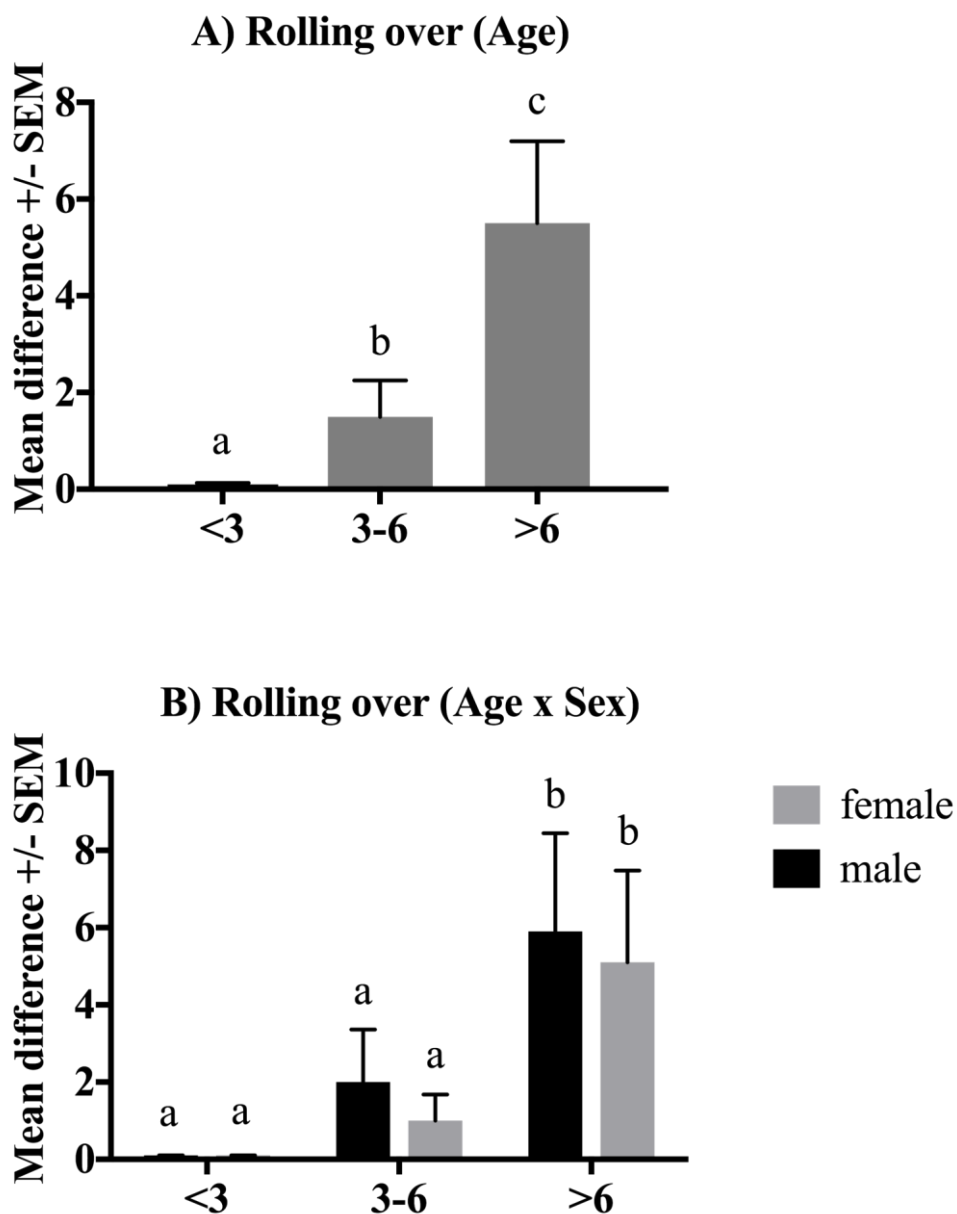 A) Rolling over (Age)
Mean difference +/- SEM
8
6
4
2
0
a
b
c
<3
3-6
>6
B) Rolling over (Age x Sex)
Mean difference +/- SEM
10
8
6
4
2
0
a
a
a
a
b
b
<3
3-6
>6
female
male